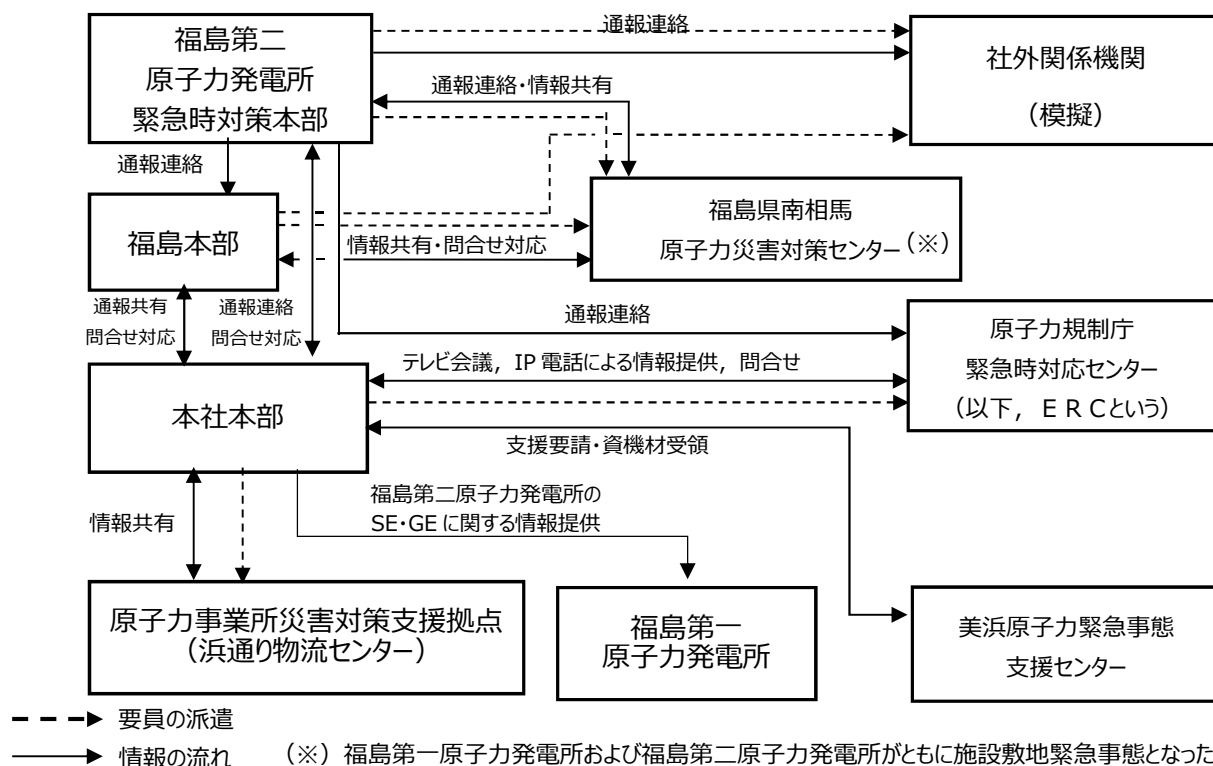 通報連絡
福島第二
原子力発電所
緊急時対策本部
社外関係機関
（模擬）
通報連絡・情報共有
通報連絡
福島県南相馬
原子力災害対策センター（※）
福島本部
情報共有・問合せ対応
通報共有
問合せ対応
通報連絡
問合せ対応
通報連絡
原子力規制庁
緊急時対応センター
（以下，ＥＲＣという）
テレビ会議，IP 電話による情報提供，問合せ
本社本部
支援要請・資機材受領
福島第二原子力発電所の
SE・GE に関する情報提供
情報共有
原子力事業所災害対策支援拠点
（浜通り物流センター）
福島第一
原子力発電所
美浜原子力緊急事態
支援センター
要員の派遣
情報の流れ
（※）福島第一原子力発電所および福島第二原子力発電所がともに施設敷地緊急事態となった